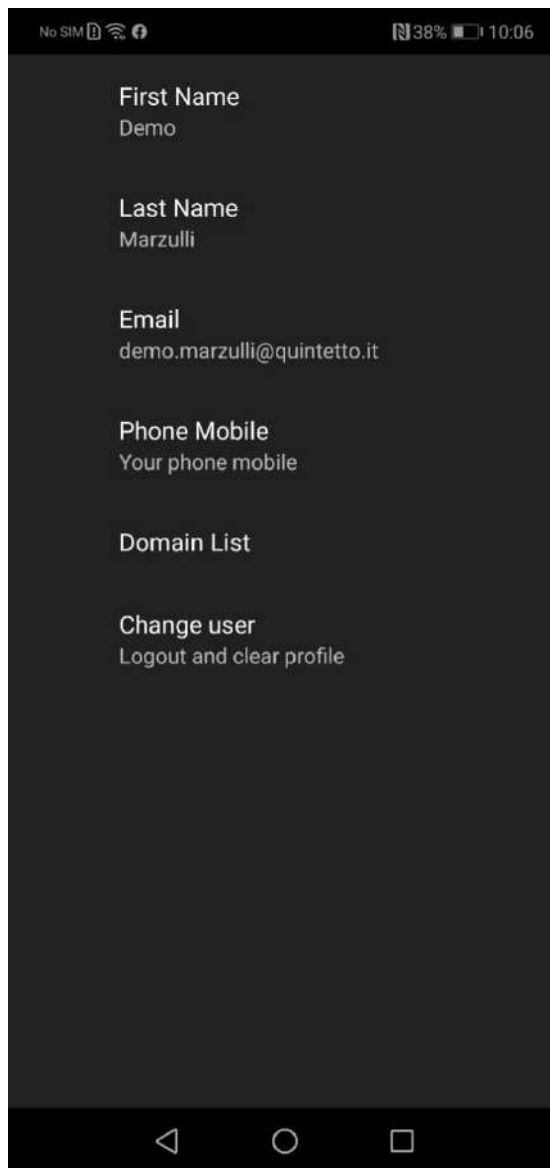 No SIM 38% 10:06
First Name
Demo
Last Name
Marzulli
Email
demo.marzulli@quintetto.it
Phone Mobile
Your phone mobile
Domain List
Change user
Logout and clear profile